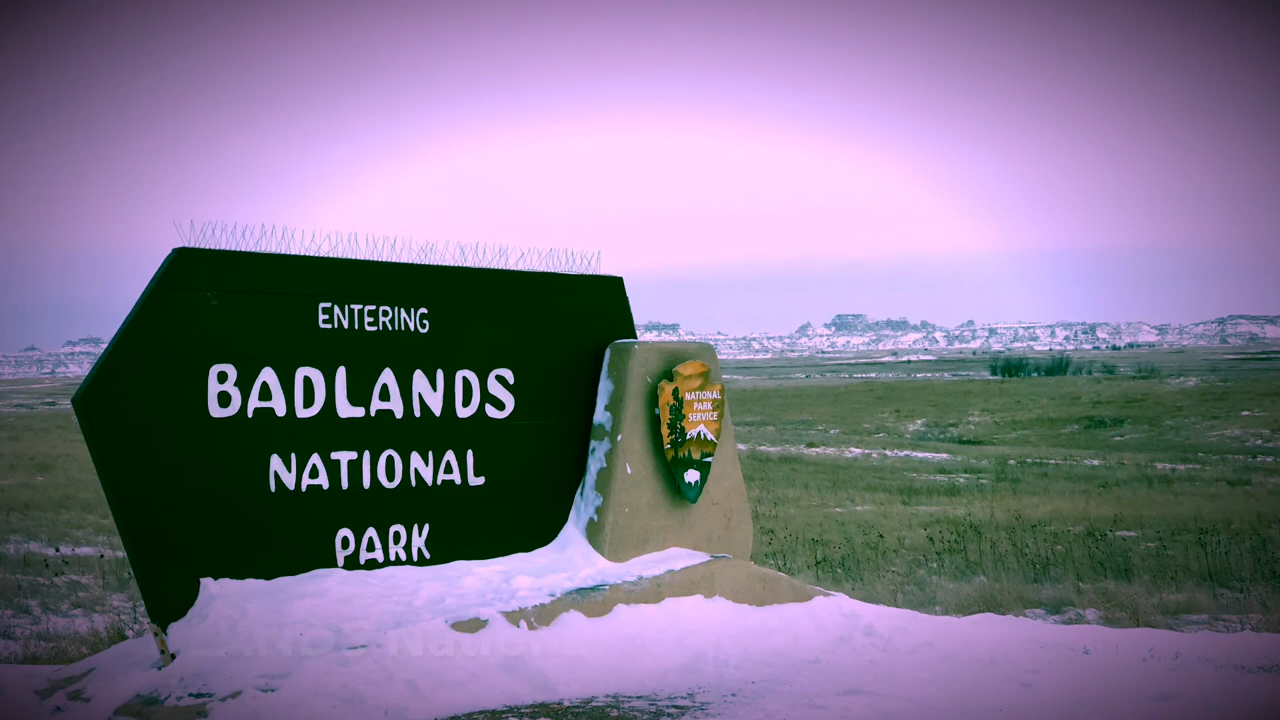 ENTERING
BADLANDS
NATIONAL
PARK
NATIONAL
PARK
SERVICE